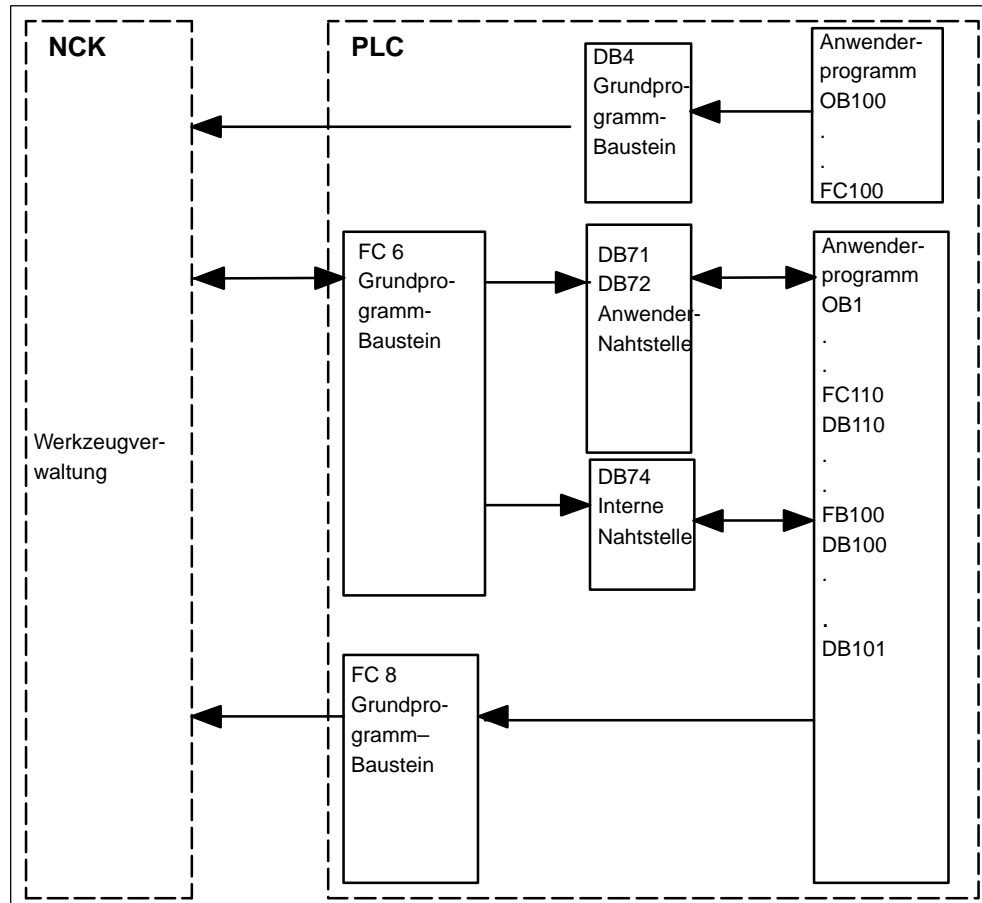 NCK
PLC
DB4
Grundpro-
gramm-
Baustein
Anwender-
programm
OB100
.
.
FC100
FC 6
Grundpro-
gramm-
Baustein
DB71
DB72
Anwender-
Nahtstelle
Anwender-
programm
OB1
.
.
FC110
DB110
.
.
FB100
DB100
.
.
DB101
Werkzeugver-
waltung
DB74
Interne
Nahtstelle
FC 8
Grundpro-
gramm–
Baustein